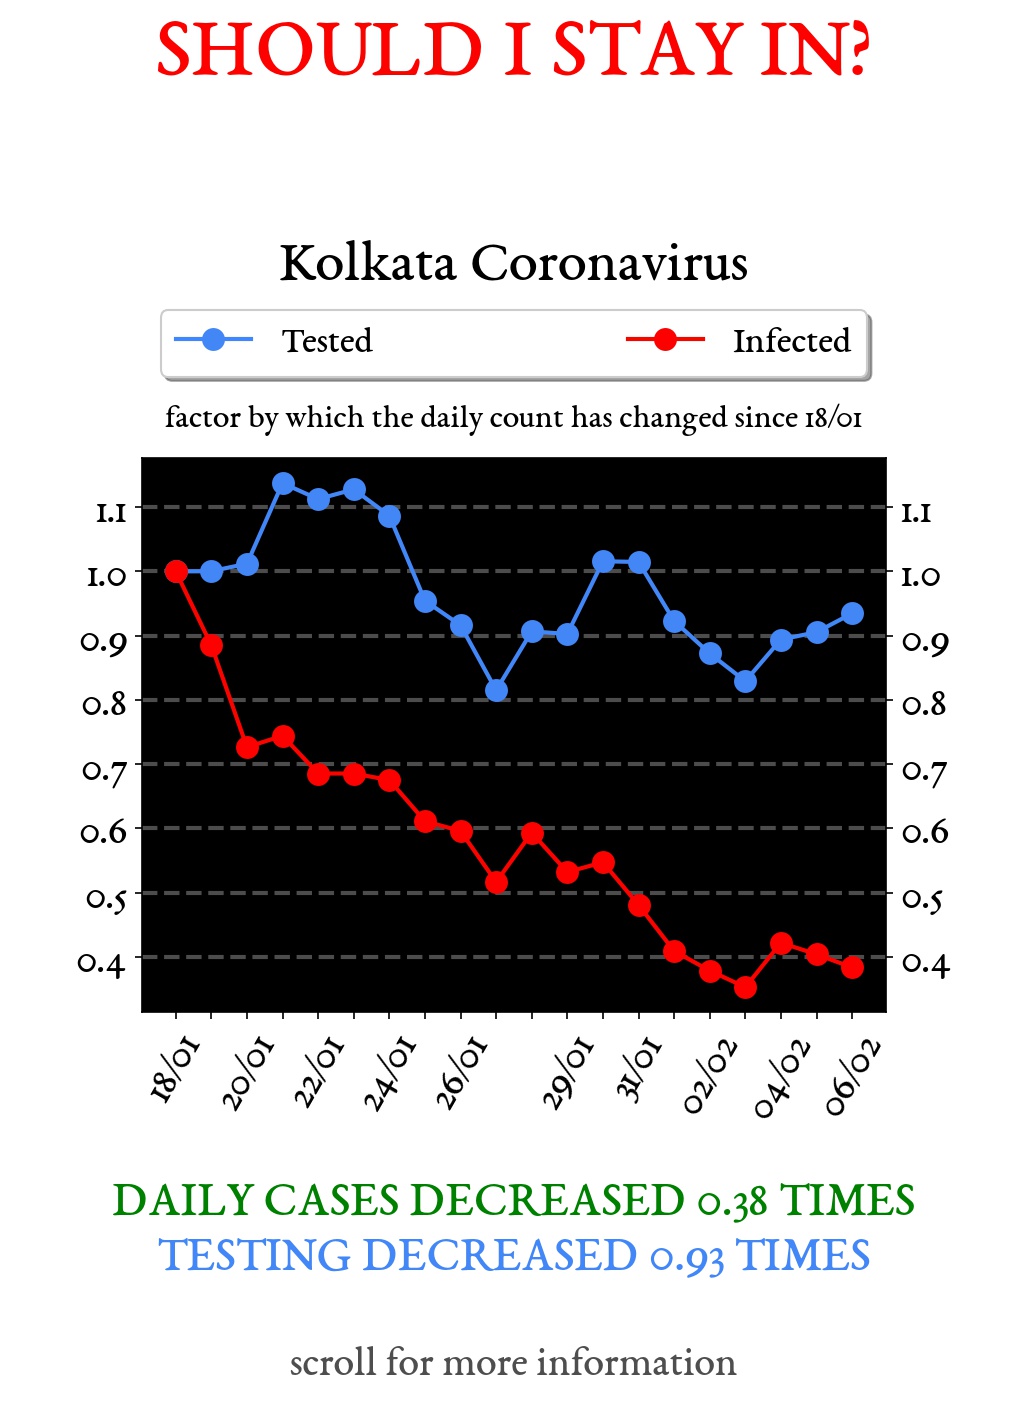 SHOULD I STAY IN?
Kolkata Coronavirus
Tested Infected
factor by which the daily count has changed since 18/01
1.1 1.1
1.0 1.0
0.9 0.9
0.8 0.8
0.7 0.7
0.6 0.6
0.5 0.5
0.4 0.4
18/01 20/01 22/01 24/01 26/01 29/01 31/01 02/02 04/02 06/02
DAILY CASES DECREASED 0.38 TIMES
TESTING DECREASED 0.93 TIMES
scroll for more information